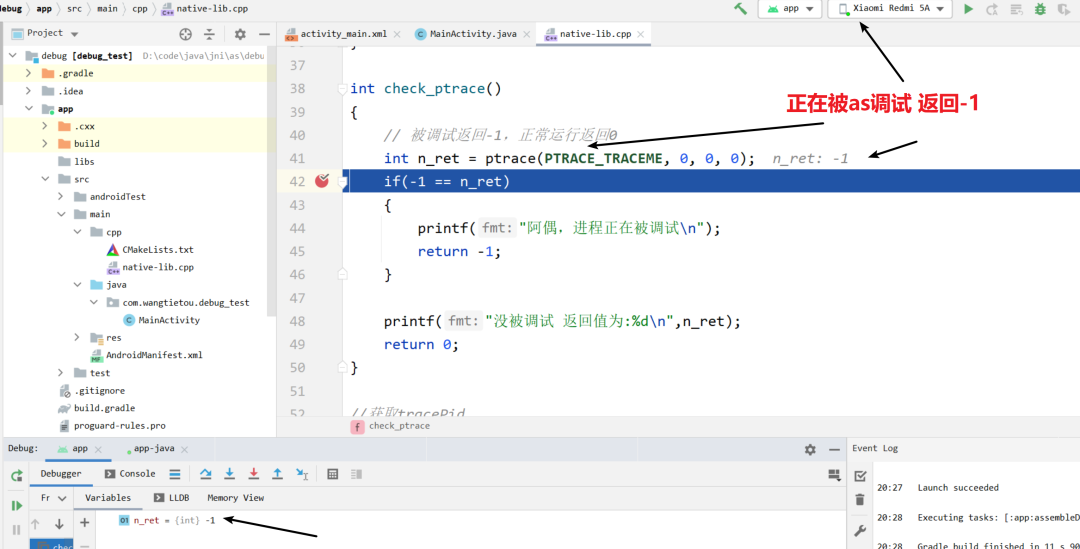 debug app src main cpp native-lib.cpp app Xiaomi Redmi 5A
Project activity_main.xml MainActivity.java native-lib.cpp
debug [debug_test] D:\code\java\jni\as\debu
.gradle
.idea
app
.cxx
build
libs
src
androidTest
main
cpp
CMakeLists.txt
native-lib.cpp
java
com.wangtietou.debug_test
MainActivity
res
AndroidManifest.xml
test
.gitignore
build.gradle
proguard-rules.pro
37
38 int check_ptrace()
39 {
正在被as调试 返回-1
40 // 被调试返回-1，正常运行返回0
41 int n_ret = ptrace(PTRACE_TRACEME, 0, 0, 0); n_ret: -1
42 if(-1 == n_ret)
43 {
44 printf( fmt: "阿偶，进程正在被调试\n");
45 return -1;
46 }
47
48 printf( fmt: "没被调试 返回值为:%d\n",n_ret);
49 return 0;
50 }
51
52 //获取tracePid
f check_ptrace
Debug: app app-java
Debugger Console
Fr Variables LLDB Memory View
01 n_ret = {int} -1
chec
Event Log
20:27 Launch succeeded
20:28 Executing tasks: [:app:assembleD
20:28 Gradle build finished in 11 s 90